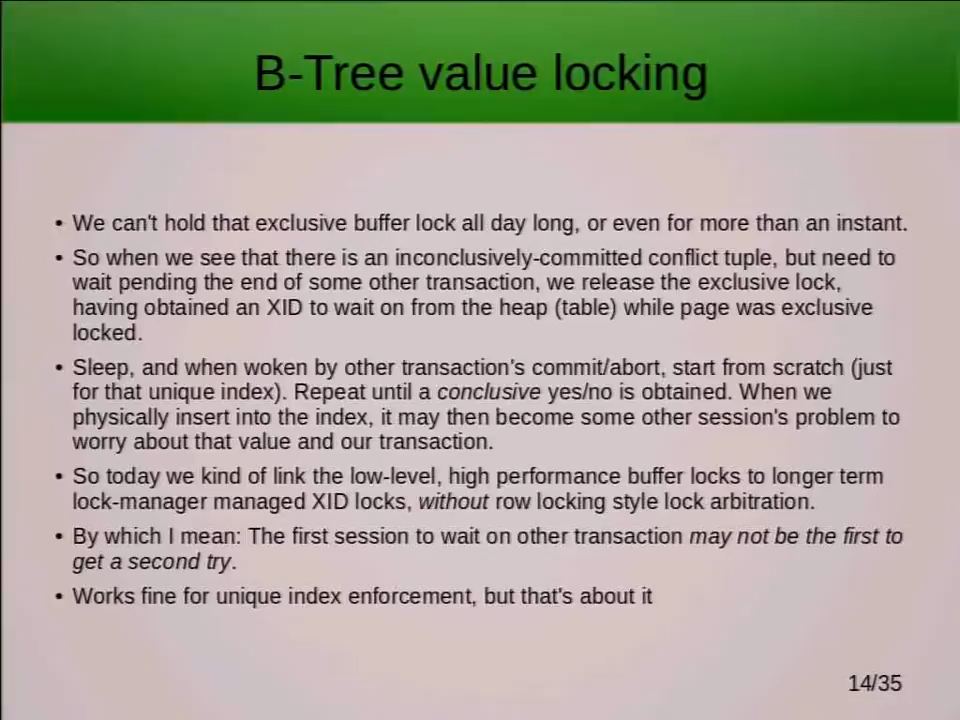 B-Tree value locking
• We can't hold that exclusive buffer lock all day long, or even for more than an instant.
• So when we see that there is an inconclusively-committed conflict tuple, but need to
wait pending the end of some other transaction, we release the exclusive lock,
having obtained an XID to wait on from the heap (table) while page was exclusive
locked.
• Sleep, and when woken by other transaction's commit/abort, start from scratch (just
for that unique index). Repeat until a conclusive yes/no is obtained. When we
physically insert into the index, it may then become some other session's problem to
worry about that value and our transaction.
• So today we kind of link the low-level, high performance buffer locks to longer term
lock-manager managed XID locks, without row locking style lock arbitration.
• By which I mean: The first session to wait on other transaction may not be the first to
get a second try.
• Works fine for unique index enforcement, but that's about it
14/35